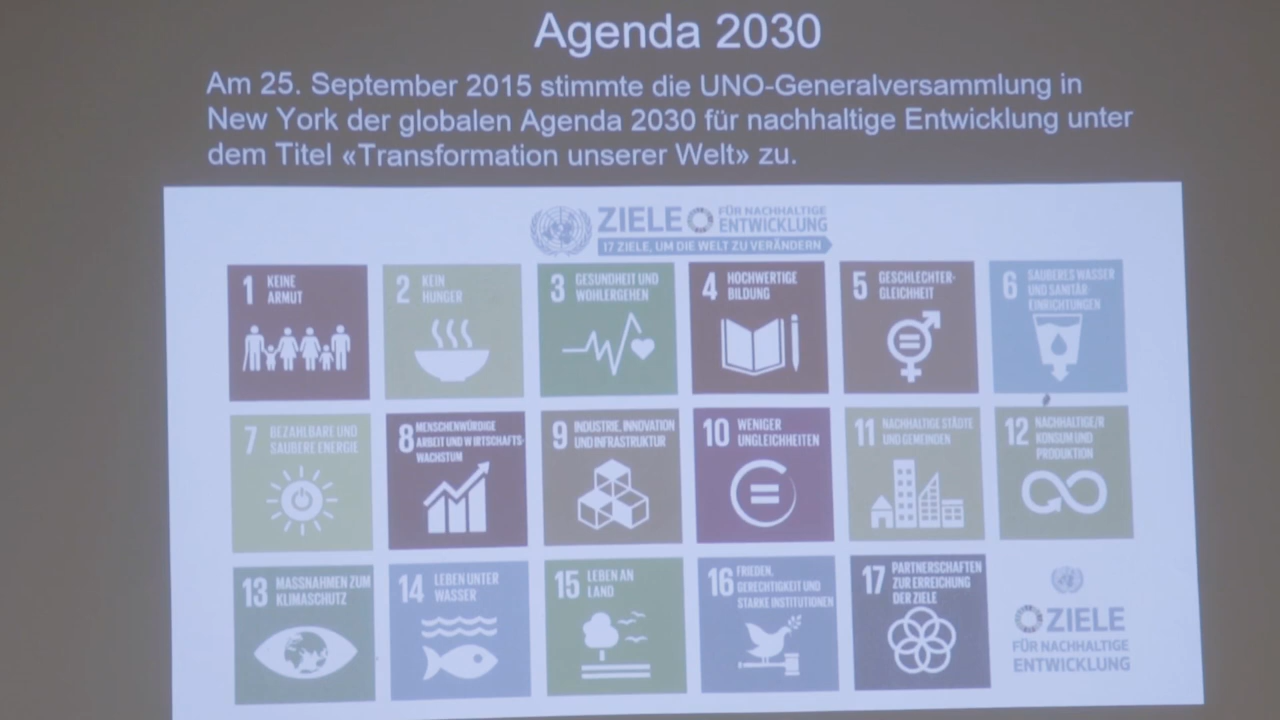 Agenda 2030
Am 25. September 2015 stimmte die UNO-Generalversammlung in
New York der globalen Agenda 2030 für nachhaltige Entwicklung unter
dem Titel «Transformation unserer Welt» zu.
ZIELE FÜR NACHHALTIGE
ENTWICKLUNG
17 ZIELE, UM DIE WELT ZU VERÄNDERN
1 KEINE
ARMUT
2 KEIN
HUNGER
3 GESUNDHEIT UND
WOHLERGEHEN
4 HOCHWERTIGE
BILDUNG
5 GESCHLECHTER-
GLEICHHEIT
6 SAUBERES WASSER
UND SANITÄR-
EINRICHTUNGEN
7 BEZAHLBARE UND
SAUBERE ENERGIE
8 MENSCHENWÜRDIGE
ARBEIT UND WIRTSCHAFTS-
WACHSTUM
9 INDUSTRIE, INNOVATION
UND INFRASTRUKTUR
10 WENIGER
UNGLEICHHEITEN
11 NACHHALTIGE STÄDTE
UND GEMEINDEN
12 NACHHALTIGE/R
KONSUM UND
PRODUKTION
13 MASSNAHMEN ZUM
KLIMASCHUTZ
14 LEBEN UNTER
WASSER
15 LEBEN AN
LAND
16 FRIEDEN,
GERECHTIGKEIT UND
STARKE INSTITUTIONEN
17 PARTNERSCHAFTEN
ZUR ERREICHUNG
DER ZIELE
ZIELE
FÜR NACHHALTIGE
ENTWICKLUNG